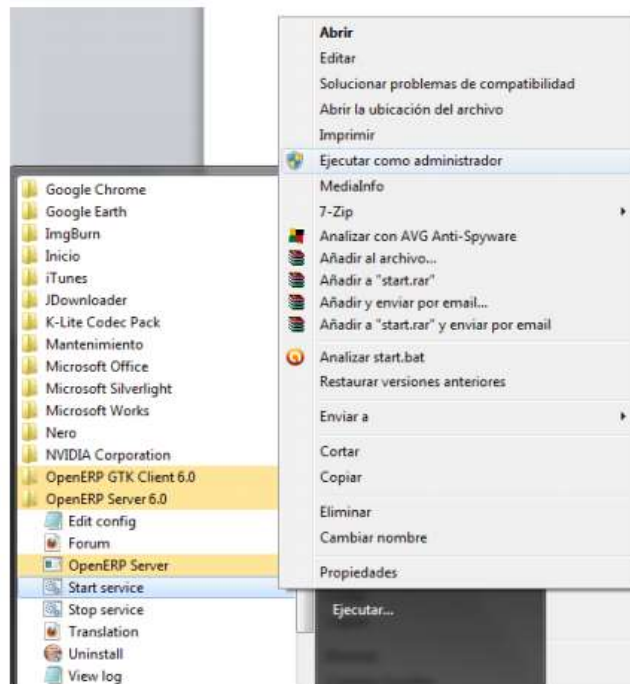 Abrir
Editar
Solucionar problemas de compatibilidad
Abrir la ubicación del archivo
Imprimir
Ejecutar como administrador
MediaInfo
7-Zip
Analizar con AVG Anti-Spyware
Añadir al archivo...
Añadir a "start.rar"
Añadir y enviar por email...
Añadir a "start.rar" y enviar por email
Analizar start.bat
Restaurar versiones anteriores
Enviar a
Cortar
Copiar
Eliminar
Cambiar nombre
Propiedades
Google Chrome
Google Earth
ImgBurn
Inicio
iTunes
JDownloader
K-Lite Codec Pack
Mantenimiento
Microsoft Office
Microsoft Silverlight
Microsoft Works
Nero
NVIDIA Corporation
OpenERP GTK Client 6.0
OpenERP Server 6.0
Edit config
Forum
OpenERP Server
Start service
Stop service
Translation
Uninstall
View log
Ejecutar...